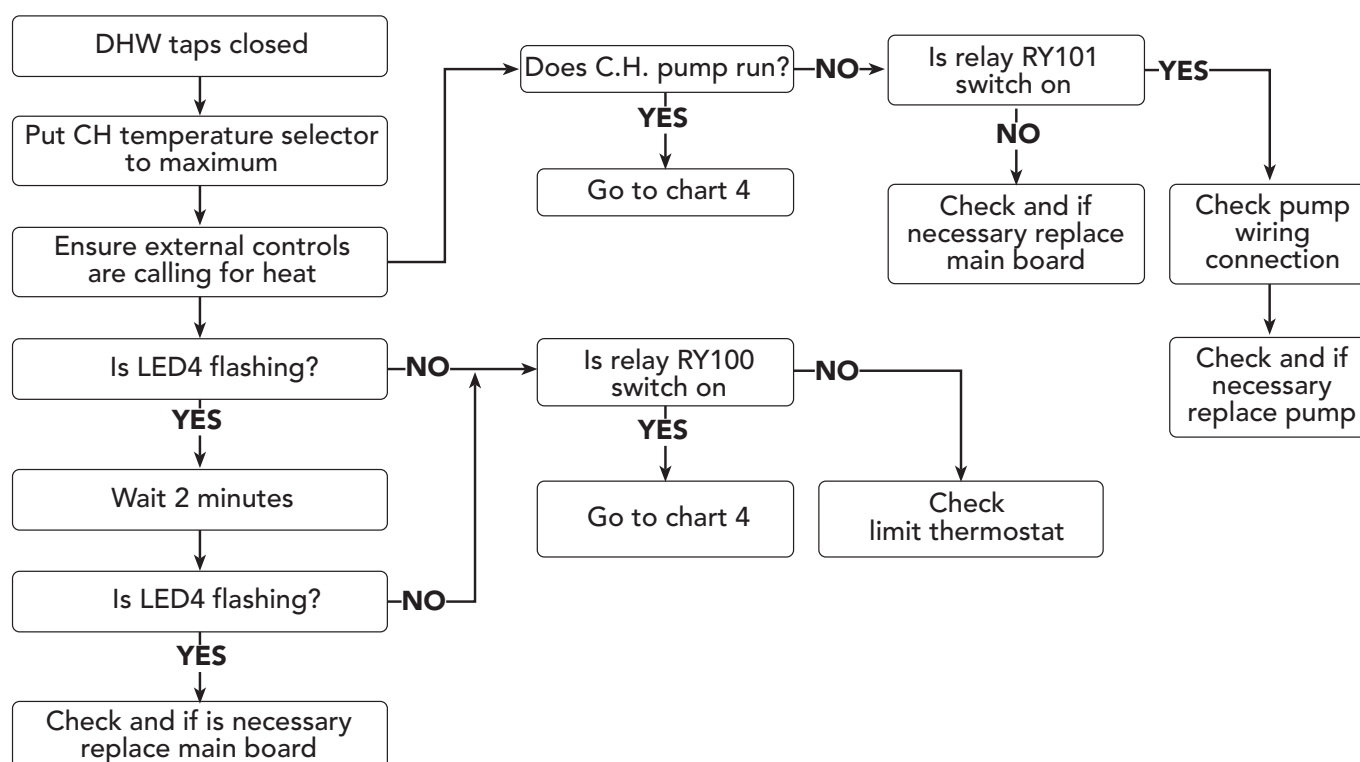 DHW taps closed
Put CH temperature selector
to maximum
Ensure external controls
are calling for heat
Is LED4 flashing?
YES
Wait 2 minutes
Is LED4 flashing?
YES
Check and if is necessary
replace main board
NO
NO
Does C.H. pump run?
YES
Go to chart 4
NO
Is relay RY101
switch on
NO
Check and if
necessary replace
main board
YES
Check pump
wiring
connection
Check and if
necessary
replace pump
Is relay RY100
switch on
YES
Go to chart 4
NO
Check
limit thermostat